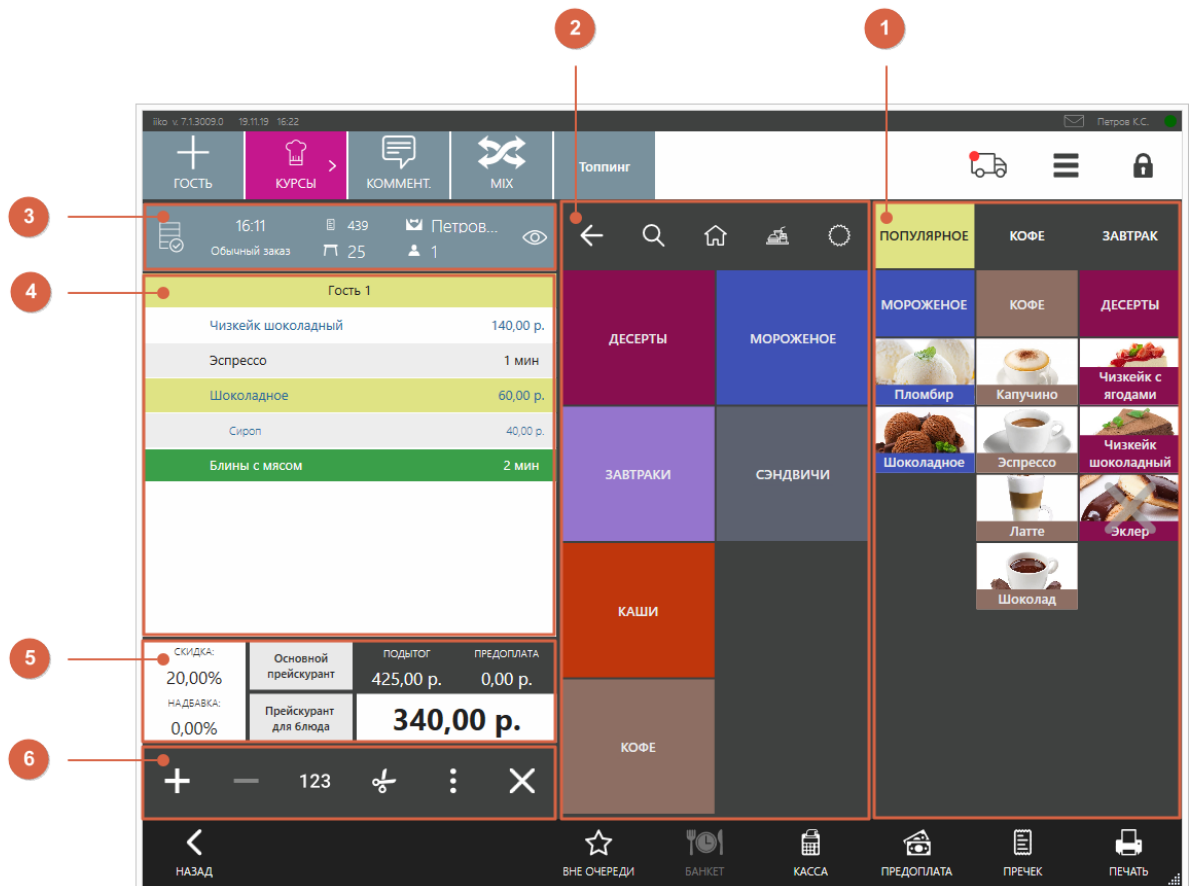 2
1
iiko v. 7.1.3009.0 19.11.19 16:22
Петров К.С.
ГОСТЬ
КУРСЫ
КОММЕНТ.
MIX
Топпинг
3
16:11
439
Петров...
Обычный заказ
25
1
ПОПУЛЯРНОЕ
КОФЕ
ЗАВТРАК
4
Гость 1
Чизкейк шоколадный 140,00 р.
Эспрессо 1 мин
Шоколадное 60,00 р.
Сироп 40,00 р.
Блины с мясом 2 мин
ДЕСЕРТЫ
МОРОЖЕНОЕ
ЗАВТРАКИ
СЭНДВИЧИ
КАШИ
КОФЕ
МОРОЖЕНОЕ
КОФЕ
ДЕСЕРТЫ
Пломбир
Капучино
Чизкейк с
ягодами
Шоколадное
Эспрессо
Чизкейк
шоколадный
Латте
Эклер
Шоколад
5
СКИДКА:
20,00%
НАДБАВКА:
0,00%
Основной
прейскурант
Прейскурант
для блюда
ПОДЫТОГ
425,00 р.
ПРЕДОПЛАТА
0,00 р.
340,00 р.
6
123
НАЗАД
ВНЕ ОЧЕРЕДИ
БАНКЕТ
КАССА
ПРЕДОПЛАТА
ПРЕЧЕК
ПЕЧАТЬ